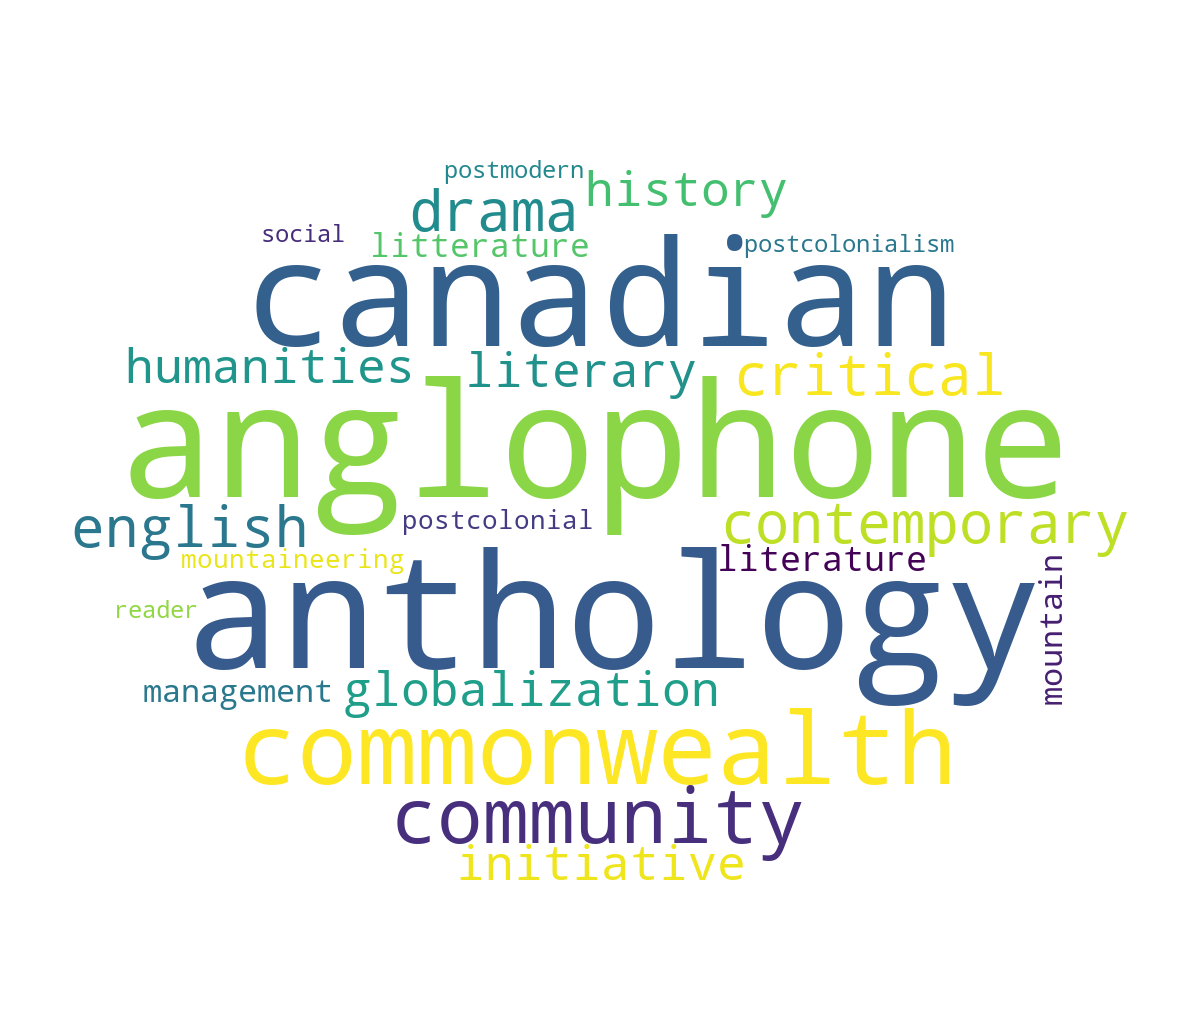 postmodern
history
drama
social
litterature
postcolonialism
canadian
humanities
literary
critical
anglophone
english
postcolonial
contemporary
mountaineering
literature
anthology
mountain
reader
management
globalization
commonwealth
community
initiative